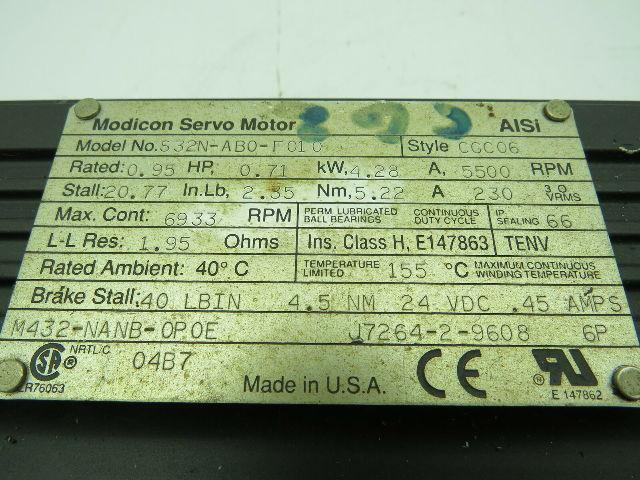 Modicon Servo Motor AISi
Model No. S32N-AB0-F010 Style CGC06
Rated: 0.95 HP, 0.71 kW, 4.28 A, 5500 RPM
Stall: 20.77 In.Lb, 2.35 Nm, 5.22 A 230 3Ø VRMS
Max. Cont: 6933 RPM PERM LUBRICATED BALL BEARINGS CONTINUOUS DUTY CYCLE IP SEALING 66
L-L Res: 1.95 Ohms Ins. Class H, E147863 TENV
Rated Ambient: 40°C TEMPERATURE LIMITED 155 °C MAXIMUM CONTINUOUS WINDING TEMPERATURE
Brake Stall: 40 LBIN 4.5 NM 24 VDC .45 AMPS
M432-NANB-0P0E J7264-2-9608 6P
SA ® NRTL/C 04B7 CE ® RU
LR76063 Made in U.S.A. E 147862